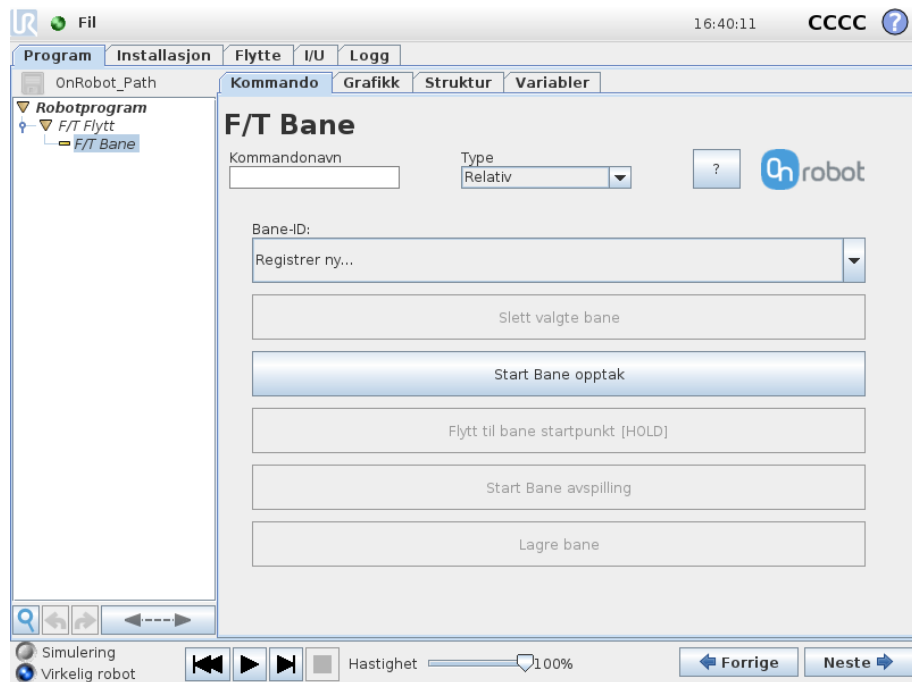 UR Fil 16:40:11 CCCC ?
Program Installasjon Flytte I/U Logg
OnRobot_Path Kommando Grafikk Struktur Variabler
Robotprogram
F/T Flytt
F/T Bane
F/T Bane
Kommandonavn Type
Relativ ? On robot
Bane-ID:
Registrer ny...
Slett valgte bane
Start Bane opptak
Flytt til bane startpunkt [HOLD]
Start Bane avspilling
Lagre bane
Simulering
Virkelig robot
Hastighet 100% Forrige Neste